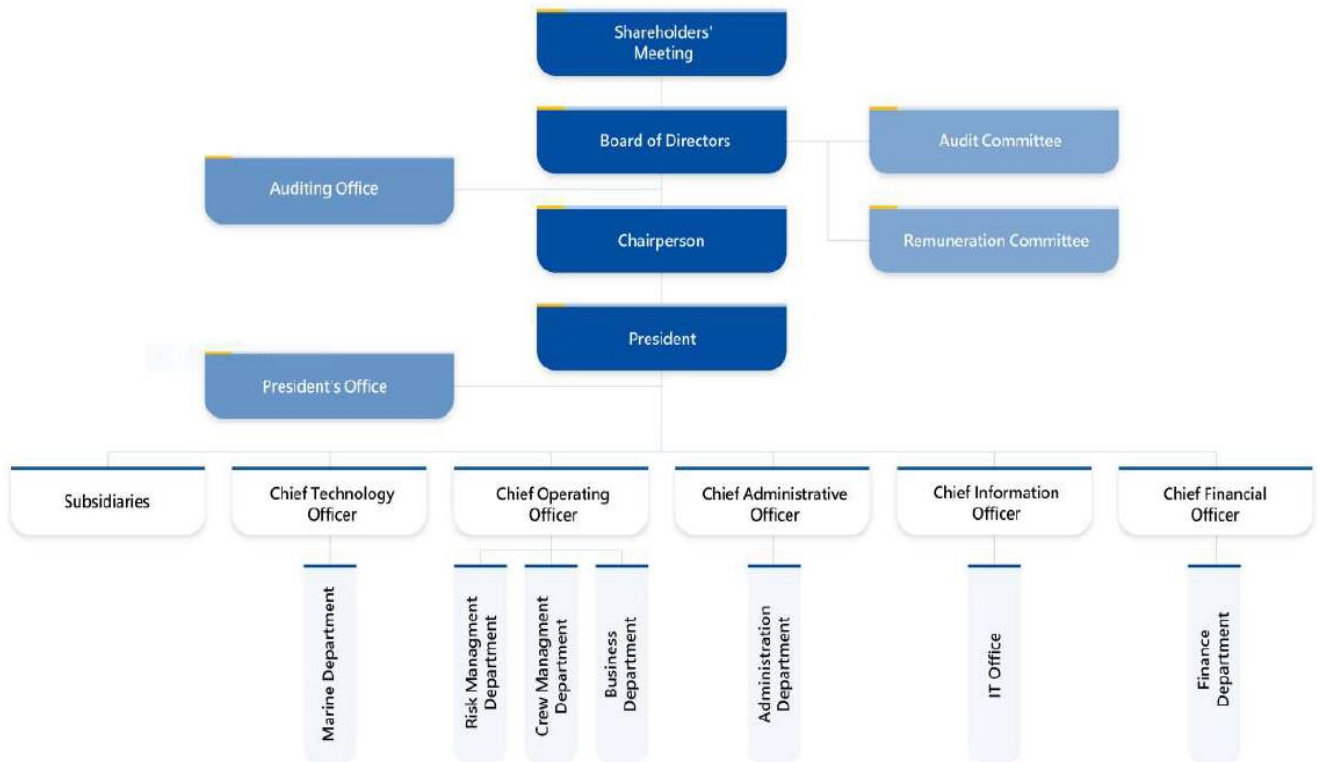 Shareholders'
Meeting
Board of Directors
Audit Committee
Auditing Office
Chairperson
Remuneration Committee
President
President's Office
Subsidiaries
Chief Technology
Officer
Chief Operating
Officer
Chief Administrative
Officer
Chief Information
Officer
Chief Financial
Officer
Marine Department
Risk Managment
Department
Crew Managment
Department
Business
Department
Administration
Department
IT Office
Finance
Department